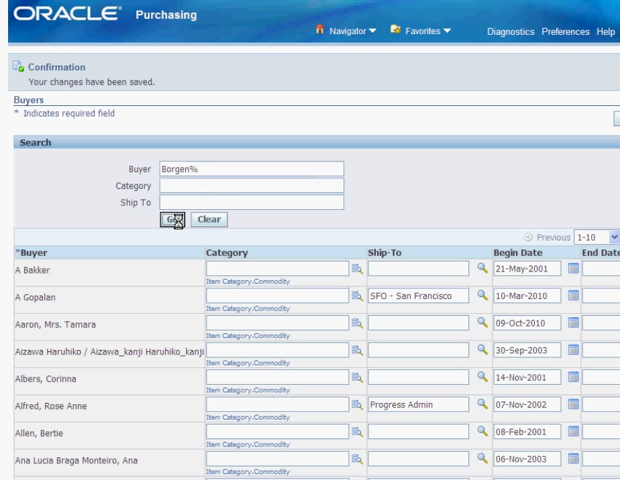 ORACLE Purchasing
Navigator Favorites Diagnostics Preferences Help
Confirmation
Your changes have been saved.
Buyers
* Indicates required field
Search
Buyer Borgen%
Category
Ship To
Clear
Previous 1-10
*Buyer Category Ship-To Begin Date End Date
A Bakker 21-May-2001
Item Category.Commodity
A Gopalan SFO - San Francisco 10-Mar-2010
Item Category.Commodity
Aaron, Mrs. Tamara 09-Oct-2010
Item Category.Commodity
Aizawa Haruhiko / Aizawa_kanji Haruhiko_kanji 30-Sep-2003
Item Category.Commodity
Albers, Corinna 14-Nov-2001
Item Category.Commodity
Alfred, Rose Anne Progress Admin 07-Nov-2002
Item Category.Commodity
Allen, Bertie 08-Feb-2001
Item Category.Commodity
Ana Lucia Braga Monteiro, Ana 06-Nov-2003
Item Category.Commodity